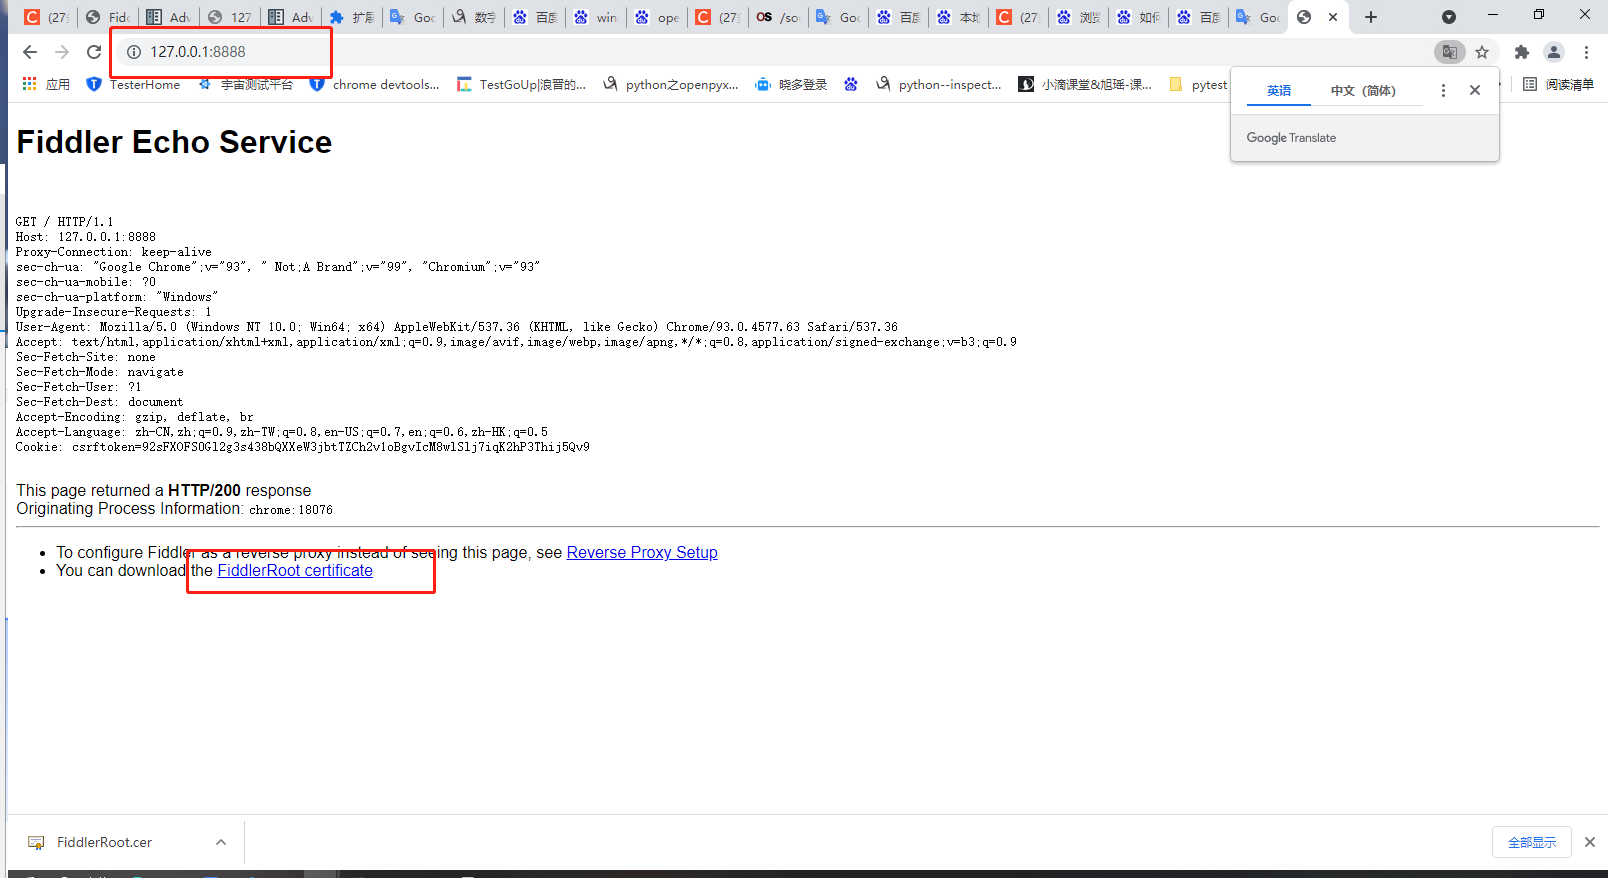 (27 Fid Adv 127 Adv 扩展 Goo 数字 百度 win ope (27 OS /so Goo 百度 本地 (27 浏览 如何 百度 Goo
127.0.0.1:8888
应用 TesterHome 宇宙测试平台 chrome devtools... TestGoUp|浪晋的... python之openpyx... 晓多登录 python--inspect... 小滴课堂&旭瑶-课... pytest 阅读清单
英语 中文（简体）
Google Translate
Fiddler Echo Service
GET / HTTP/1.1
Host: 127.0.0.1:8888
Proxy-Connection: keep-alive
sec-ch-ua: "Google Chrome";v="93", " Not;A Brand";v="99", "Chromium";v="93"
sec-ch-ua-mobile: ?0
sec-ch-ua-platform: "Windows"
Upgrade-Insecure-Requests: 1
User-Agent: Mozilla/5.0 (Windows NT 10.0; Win64; x64) AppleWebKit/537.36 (KHTML, like Gecko) Chrome/93.0.4577.63 Safari/537.36
Accept: text/html,application/xhtml+xml,application/xml;q=0.9,image/avif,image/webp,image/apng,*/*;q=0.8,application/signed-exchange;v=b3;q=0.9
Sec-Fetch-Site: none
Sec-Fetch-Mode: navigate
Sec-Fetch-User: ?1
Sec-Fetch-Dest: document
Accept-Encoding: gzip, deflate, br
Accept-Language: zh-CN,zh;q=0.9,zh-TW;q=0.8,en-US;q=0.7,en;q=0.6,zh-HK;q=0.5
Cookie: csrftoken=92sFXOFSOGl2g3s438bQXXeW3jbtTZCh2v1oBgvIcM8wlSlj7iqK2hP3Thij5Qv9
This page returned a HTTP/200 response
Originating Process Information: chrome:18076
To configure Fiddler as a reverse proxy instead of seeing this page, see Reverse Proxy Setup
You can download the FiddlerRoot certificate
FiddlerRoot.cer
全部显示